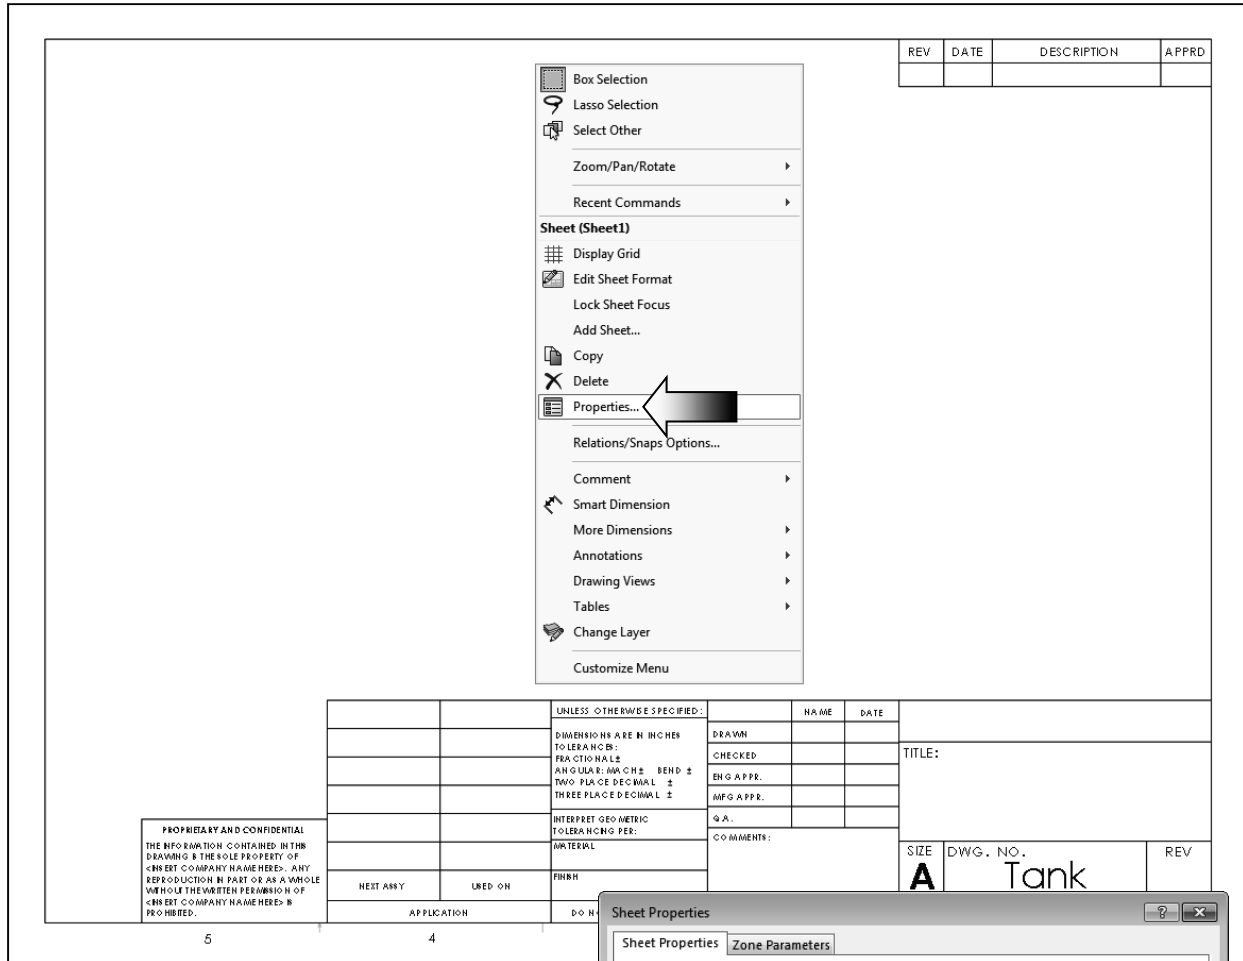 REV DATE DESCRIPTION APPRD
Box Selection
Lasso Selection
Select Other
Zoom/Pan/Rotate
Recent Commands
Sheet (Sheet1)
Display Grid
Edit Sheet Format
Lock Sheet Focus
Add Sheet...
Copy
Delete
Properties...
Relations/Snaps Options...
Comment
Smart Dimension
More Dimensions
Annotations
Drawing Views
Tables
Change Layer
Customize Menu
UNLESS OTHERWISE SPECIFIED:
DIMENSIONS ARE IN INCHES
TOLERANCES:
FRACTIONAL±
ANGULAR: MACH± BEND ±
TWO PLACE DECIMAL ±
THREE PLACE DECIMAL ±
INTERPRET GEOMETRIC
TOLERANCING PER:
MATERIAL
FINISH
DO N
NAME DATE
DRAWN
CHECKED
ENG APPR.
MFG APPR.
Q.A.
COMMENTS:
TITLE:
SIZE DWG. NO. REV
A Tank
PROPRIETARY AND CONFIDENTIAL
THE INFORMATION CONTAINED IN THIS
DRAWING IS THE SOLE PROPERTY OF
<INSERT COMPANY NAME HERE>. ANY
REPRODUCTION IN PART OR AS A WHOLE
WITHOUT THE WRITTEN PERMISSION OF
<INSERT COMPANY NAME HERE> IS
PROHIBITED.
NEXT ASSY USED ON
APPLICATION
5 4
Sheet Properties
Sheet Properties Zone Parameters